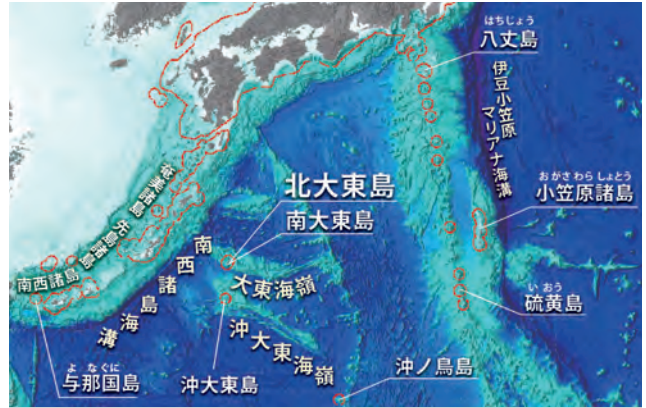 はちじょう
八丈島
伊豆小笠原
マリアナ海溝
おがさわらしょとう
小笠原諸島
北大東島
南大東島
奄美諸島
先島諸島
南西諸島
南西諸島海溝
大東海嶺
沖大東海嶺
いおう
硫黄島
よなぐに
与那国島
沖大東島
沖ノ鳥島